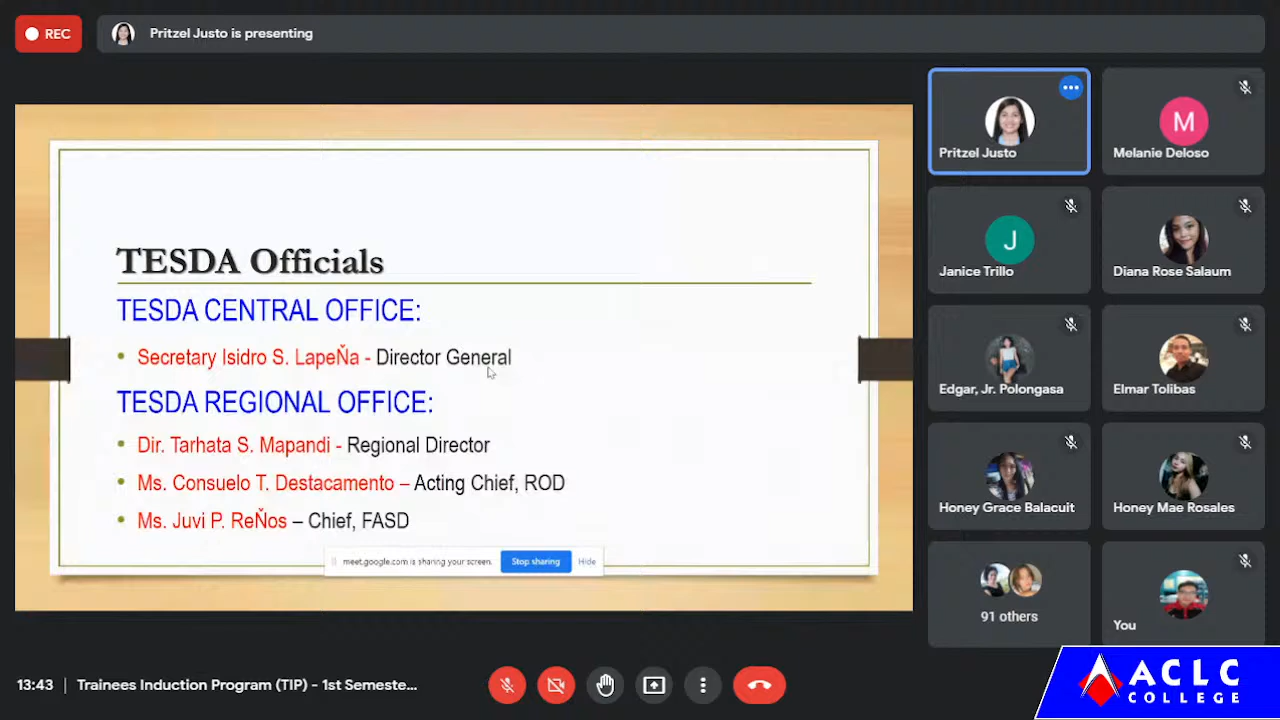 REC
Pritzel Justo is presenting
TESDA Officials
TESDA CENTRAL OFFICE:
• Secretary Isidro S. LapeŇa - Director General
TESDA REGIONAL OFFICE:
• Dir. Tarhata S. Mapandi - Regional Director
• Ms. Consuelo T. Destacamento – Acting Chief, ROD
• Ms. Juvi P. ReŇos – Chief, FASD
meet.google.com is sharing your screen. Stop sharing Hide
Pritzel Justo
M
Melanie Deloso
J
Janice Trillo
Diana Rose Salaum
Edgar, Jr. Polongasa
Elmar Tolibas
Honey Grace Balacuit
Honey Mae Rosales
91 others
You
13:43 | Trainees Induction Program (TIP) - 1st Semeste...
ACLC
COLLEGE